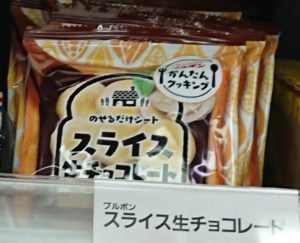 ブルボン
かんたん
クッキング
のせるだけシート
スライス
生チョコレート
ブルボン
スライス生チョコレート